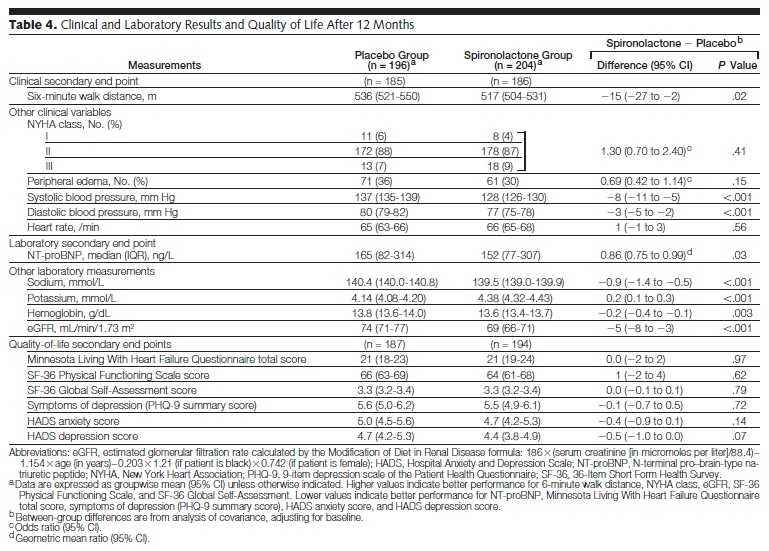 Table 4. Clinical and Laboratory Results and Quality of Life After 12 Months
Spironolactone − Placebo^b
Measurements Placebo Group (n = 196)^a Spironolactone Group (n = 204)^a Difference (95% CI) P Value
Clinical secondary end point (n = 185) (n = 186)
Six-minute walk distance, m 536 (521-550) 517 (504-531) −15 (−27 to −2) .02
Other clinical variables
NYHA class, No. (%)
I 11 (6) 8 (4)
II 172 (88) 178 (87) 1.30 (0.70 to 2.40)^c .41
III 13 (7) 18 (9)
Peripheral edema, No. (%) 71 (36) 61 (30) 0.69 (0.42 to 1.14)^c .15
Systolic blood pressure, mm Hg 137 (135-139) 128 (126-130) −8 (−11 to −5) <.001
Diastolic blood pressure, mm Hg 80 (79-82) 77 (75-78) −3 (−5 to −2) <.001
Heart rate, /min 65 (63-66) 66 (65-68) 1 (−1 to 3) .56
Laboratory secondary end point
NT-proBNP, median (IQR), ng/L 165 (82-314) 152 (77-307) 0.86 (0.75 to 0.99)^d .03
Other laboratory measurements
Sodium, mmol/L 140.4 (140.0-140.8) 139.5 (139.0-139.9) −0.9 (−1.4 to −0.5) <.001
Potassium, mmol/L 4.14 (4.08-4.20) 4.38 (4.32-4.43) 0.2 (0.1 to 0.3) <.001
Hemoglobin, g/dL 13.8 (13.6-14.0) 13.6 (13.4-13.7) −0.2 (−0.4 to −0.1) .003
eGFR, mL/min/1.73 m² 74 (71-77) 69 (66-71) −5 (−8 to −3) <.001
Quality-of-life secondary end points (n = 187) (n = 194)
Minnesota Living With Heart Failure Questionnaire total score 21 (18-23) 21 (19-24) 0.0 (−2 to 2) .97
SF-36 Physical Functioning Scale score 66 (63-69) 64 (61-68) 1 (−2 to 4) .62
SF-36 Global Self-Assessment score 3.3 (3.2-3.4) 3.3 (3.2-3.4) 0.0 (−0.1 to 0.1) .79
Symptoms of depression (PHQ-9 summary score) 5.6 (5.0-6.2) 5.5 (4.9-6.1) −0.1 (−0.7 to 0.5) .72
HADS anxiety score 5.0 (4.5-5.6) 4.7 (4.2-5.3) −0.4 (−0.9 to 0.1) .14
HADS depression score 4.7 (4.2-5.3) 4.4 (3.8-4.9) −0.5 (−1.0 to 0.0) .07
Abbreviations: eGFR, estimated glomerular filtration rate calculated by the Modification of Diet in Renal Disease formula: 186×(serum creatinine [in micromoles per liter]/88.4)−
1.154×age (in years)−0.203×1.21 (if patient is black)×0.742 (if patient is female); HADS, Hospital Anxiety and Depression Scale; NT-proBNP, N-terminal pro–brain-type na-
triuretic peptide; NYHA, New York Heart Association; PHQ-9, 9-item depression scale of the Patient Health Questionnaire; SF-36, 36-Item Short Form Health Survey.
^a Data are expressed as groupwise mean (95% CI) unless otherwise indicated. Higher values indicate better performance for 6-minute walk distance, NYHA class, eGFR, SF-36
Physical Functioning Scale, and SF-36 Global Self-Assessment. Lower values indicate better performance for NT-proBNP, Minnesota Living With Heart Failure Questionnaire
total score, symptoms of depression (PHQ-9 summary score), HADS anxiety score, and HADS depression score.
^b Between-group differences are from analysis of covariance, adjusting for baseline.
^c Odds ratio (95% CI).
^d Geometric mean ratio (95% CI).